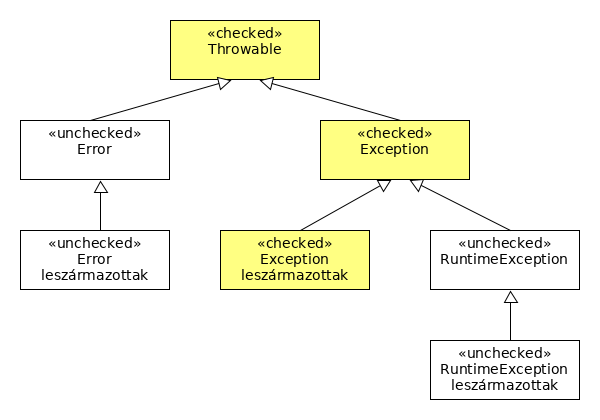 «checked»
Throwable
«unchecked»
Error
«checked»
Exception
«unchecked»
Error
leszármazottak
«checked»
Exception
leszármazottak
«unchecked»
RuntimeException
«unchecked»
RuntimeException
leszármazottak